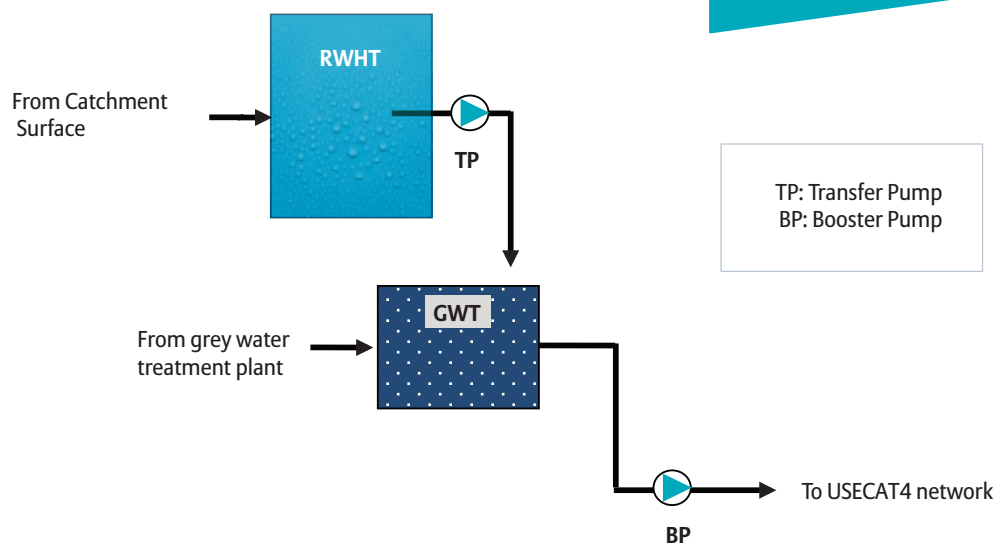 RWHT
From Catchment
Surface
TP
TP: Transfer Pump
BP: Booster Pump
GWT
From grey water
treatment plant
To USECAT4 network
BP